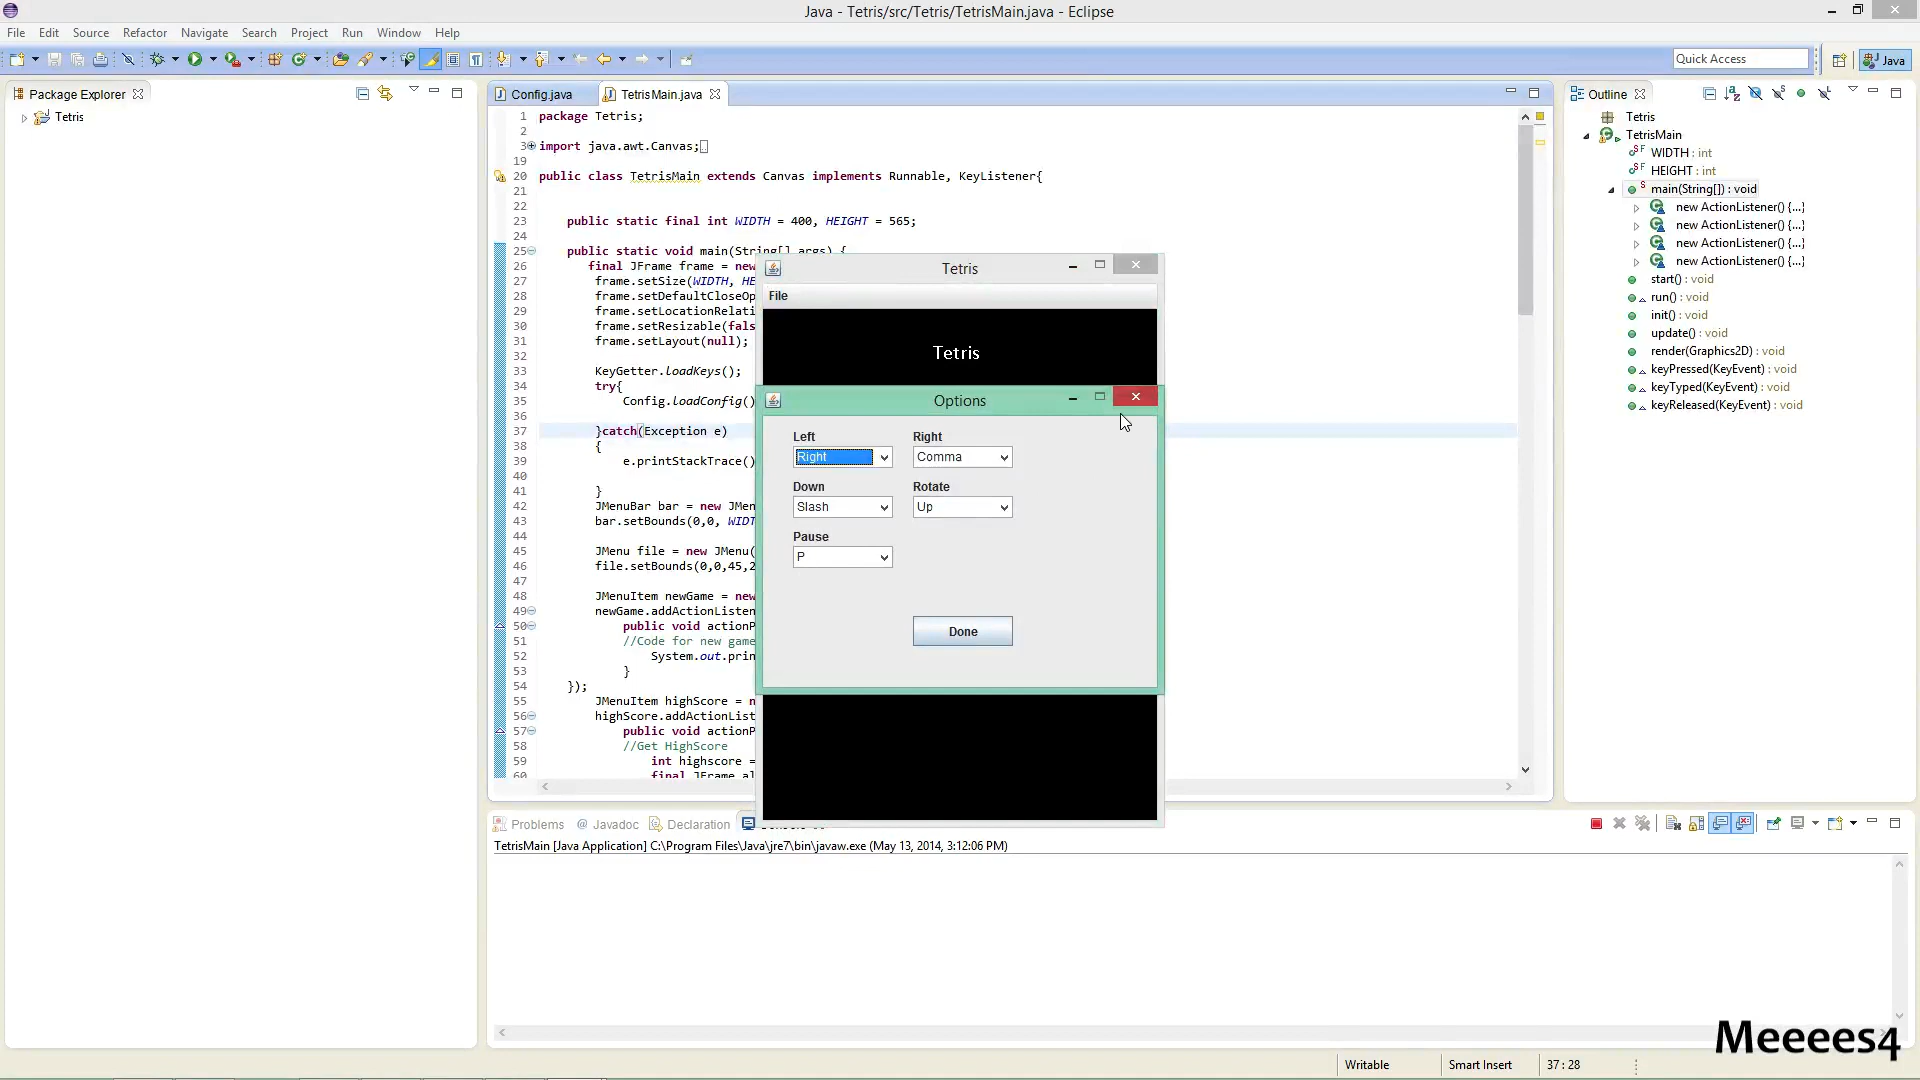 Java - Tetris/src/Tetris/TetrisMain.java - Eclipse
File Edit Source Refactor Navigate Search Project Run Window Help
Quick Access
Java
Package Explorer
Tetris
Config.java
TetrisMain.java
1 package Tetris;
2
3 import java.awt.Canvas;
19
20 public class TetrisMain extends Canvas implements Runnable, KeyListener{
21
22
23 public static final int WIDTH = 400, HEIGHT = 565;
24
25 public static void main(String[] args) {
26 final JFrame frame = new
27 frame.setSize(WIDTH, HE
28 frame.setDefaultCloseOp
29 frame.setLocationRelati
30 frame.setResizable(fals
31 frame.setLayout(null);
32
33 KeyGetter.loadKeys();
34 try{
35 Config.loadConfig()
36
37 }catch(Exception e)
38 {
39 e.printStackTrace()
40
41 }
42 JMenuBar bar = new JMen
43 bar.setBounds(0,0, WIDT
44
45 JMenu file = new JMenu(
46 file.setBounds(0,0,45,2
47
48 JMenuItem newGame = new
49 newGame.addActionListen
50 public void actionP
51 //Code for new game
52 System.out.prin
53 }
54 });
55 JMenuItem highScore = n
56 highScore.addActionList
57 public void actionP
58 //Get HighScore
59 int highscore =
60 final JFrame al
Tetris
File
Tetris
Options
Left Right
Right Comma
Down Rotate
Slash Up
Pause
P
Done
Outline
Tetris
TetrisMain
WIDTH : int
HEIGHT : int
main(String[]) : void
new ActionListener() {...}
new ActionListener() {...}
new ActionListener() {...}
new ActionListener() {...}
start() : void
run() : void
init() : void
update() : void
render(Graphics2D) : void
keyPressed(KeyEvent) : void
keyTyped(KeyEvent) : void
keyReleased(KeyEvent) : void
Problems Javadoc Declaration
TetrisMain [Java Application] C:\Program Files\Java\jre7\bin\javaw.exe (May 13, 2014, 3:12:06 PM)
Meeees4
Writable Smart Insert 37 : 28